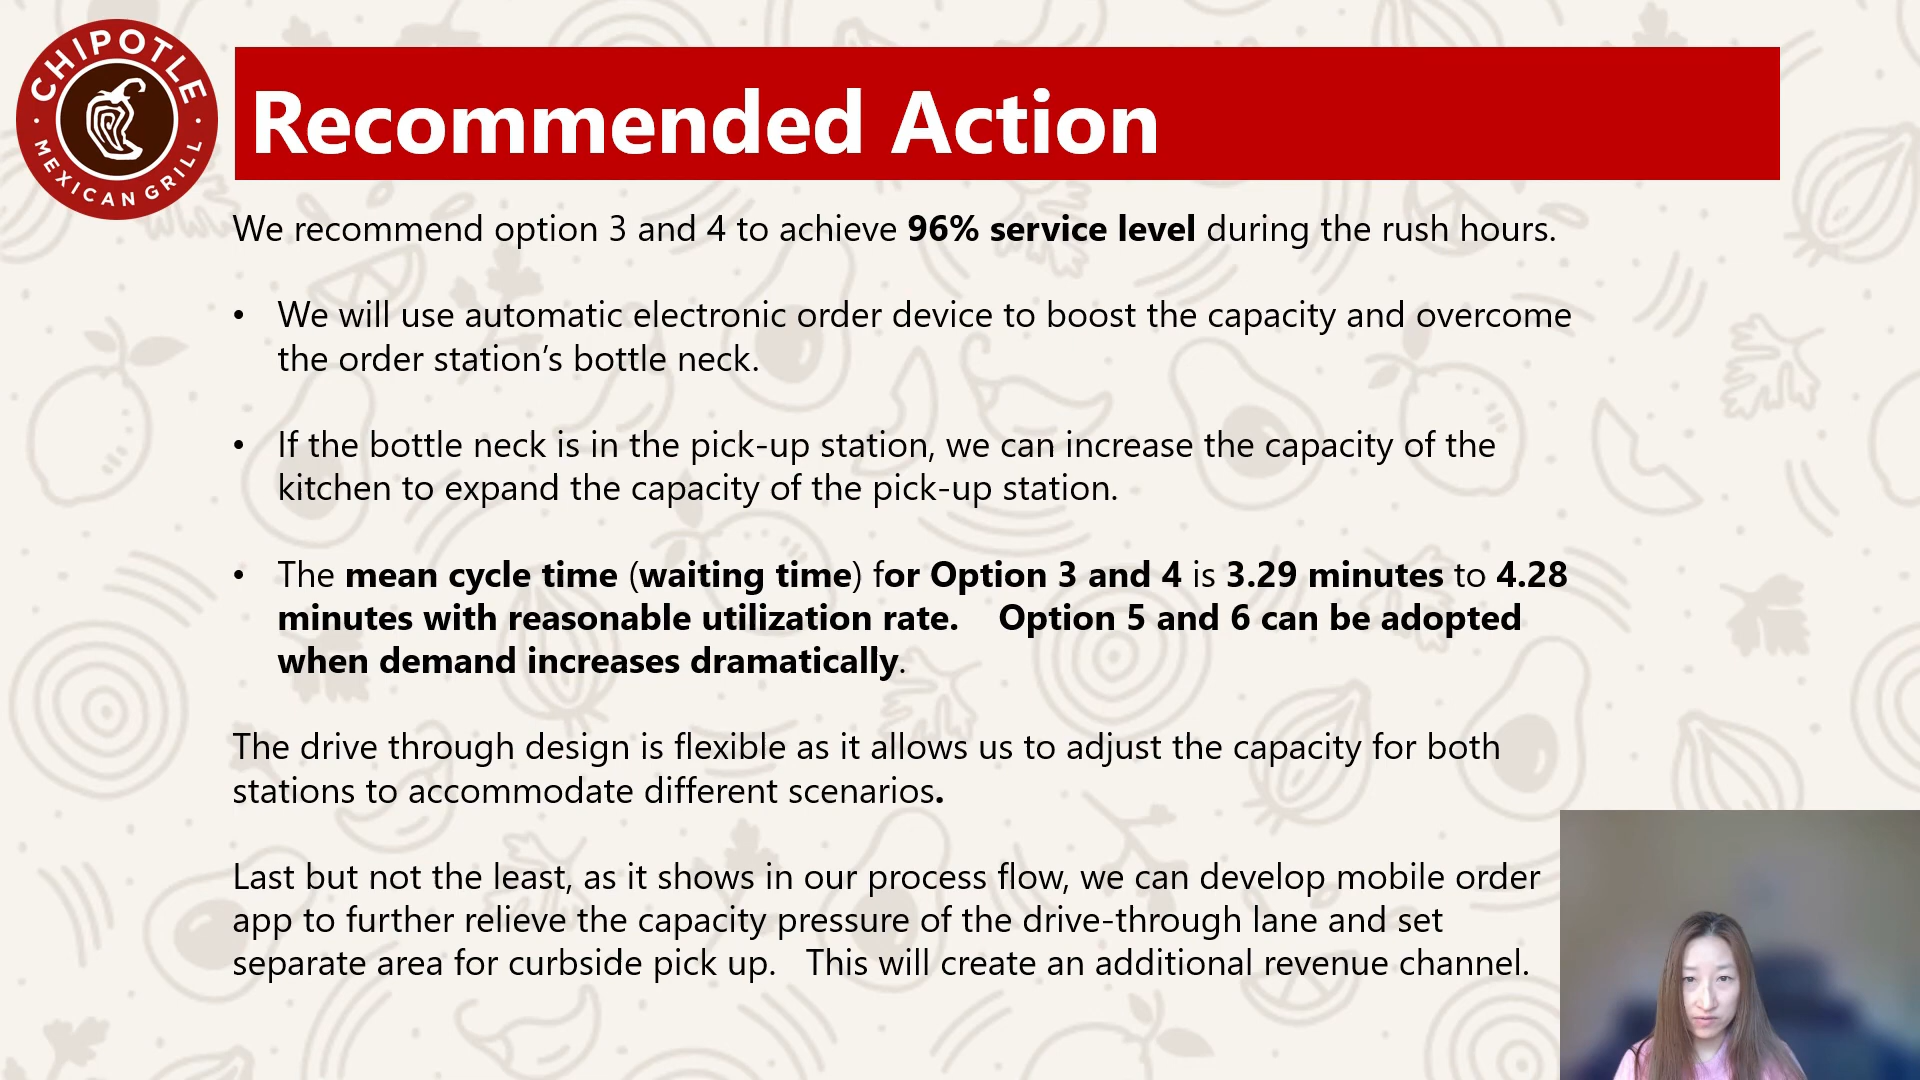 CHIPOTLE
MEXICAN GRILL
Recommended Action
We recommend option 3 and 4 to achieve 96% service level during the rush hours.
• We will use automatic electronic order device to boost the capacity and overcome
the order station’s bottle neck.
• If the bottle neck is in the pick-up station, we can increase the capacity of the
kitchen to expand the capacity of the pick-up station.
• The mean cycle time (waiting time) for Option 3 and 4 is 3.29 minutes to 4.28
minutes with reasonable utilization rate. Option 5 and 6 can be adopted
when demand increases dramatically.
The drive through design is flexible as it allows us to adjust the capacity for both
stations to accommodate different scenarios.
Last but not the least, as it shows in our process flow, we can develop mobile order
app to further relieve the capacity pressure of the drive-through lane and set
separate area for curbside pick up. This will create an additional revenue channel.